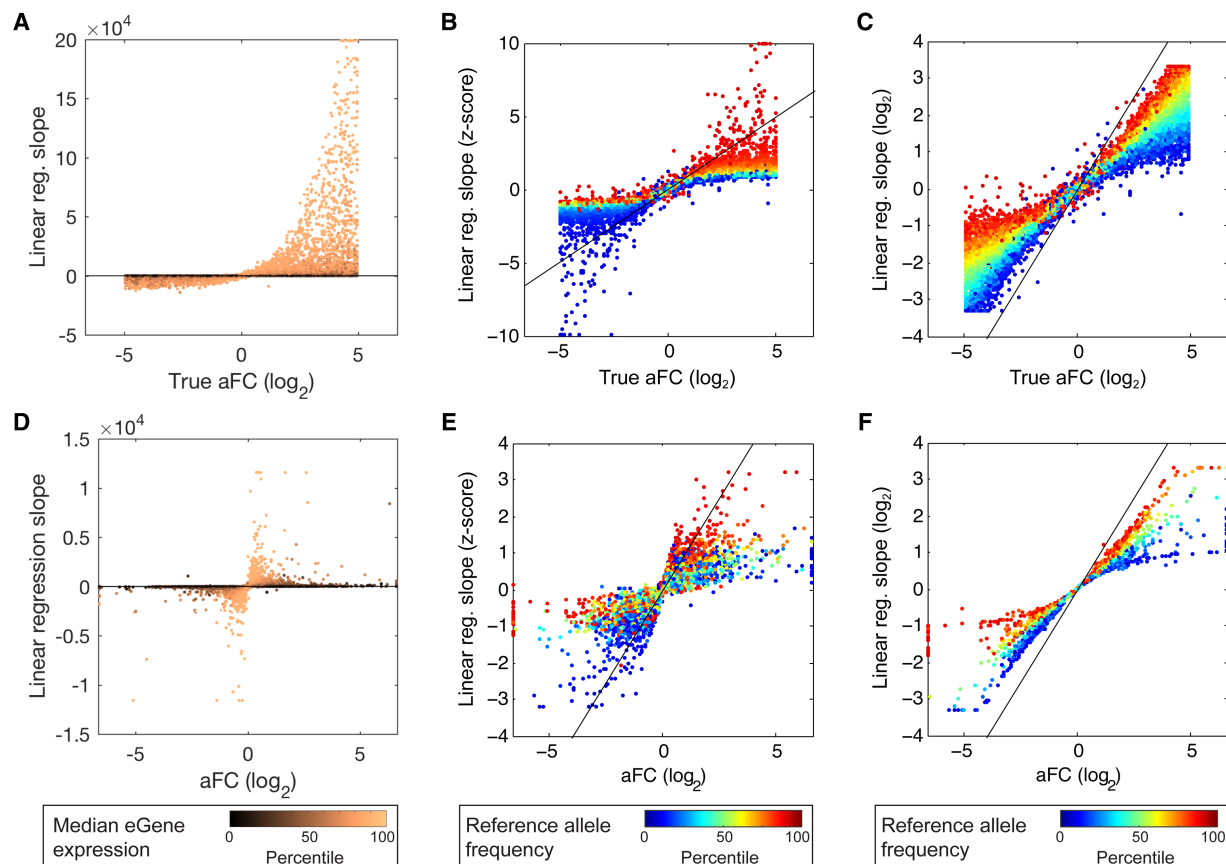 A
×10⁴
20
15
10
5
0
-5
-5
0
5
Linear reg. slope
True aFC (log₂)
B
10
5
0
−5
−10
−5
0
5
Linear reg. slope (z-score)
True aFC (log₂)
C
4
3
2
1
0
−1
−2
−3
−4
−5
0
5
Linear reg. slope (log₂)
True aFC (log₂)
D
×10⁴
1.5
1
0.5
0
-0.5
-1
-1.5
-5
0
5
Linear regression slope
aFC (log₂)
E
4
3
2
1
0
−1
−2
−3
−4
−5
0
5
Linear reg. slope (z-score)
aFC (log₂)
F
4
3
2
1
0
−1
−2
−3
−4
−5
0
5
Linear reg. slope (log₂)
aFC (log₂)
Median eGene
expression
0
50
100
Percentile
Reference allele
frequency
0
50
100
Percentile
Reference allele
frequency
0
50
100
Percentile